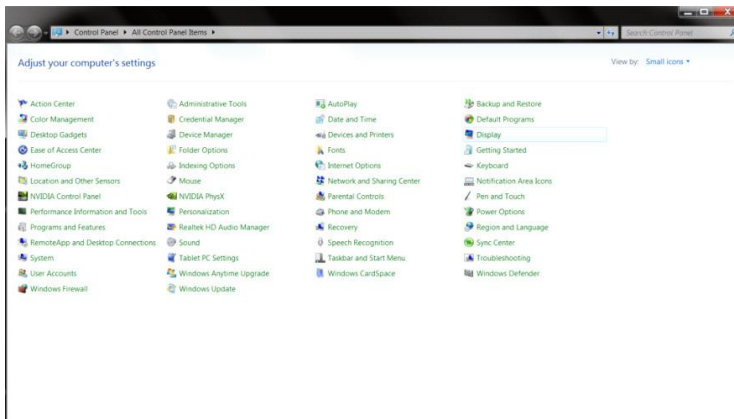 Control Panel ▸ All Control Panel Items ▸
Search Control Panel
Adjust your computer's settings
View by: Small icons
Action Center
Administrative Tools
AutoPlay
Backup and Restore
Color Management
Credential Manager
Date and Time
Default Programs
Desktop Gadgets
Device Manager
Devices and Printers
Display
Ease of Access Center
Folder Options
Fonts
Getting Started
HomeGroup
Indexing Options
Internet Options
Keyboard
Location and Other Sensors
Mouse
Network and Sharing Center
Notification Area Icons
NVIDIA Control Panel
NVIDIA PhysX
Parental Controls
Pen and Touch
Performance Information and Tools
Personalization
Phone and Modem
Power Options
Programs and Features
Realtek HD Audio Manager
Recovery
Region and Language
RemoteApp and Desktop Connections
Sound
Speech Recognition
Sync Center
System
Tablet PC Settings
Taskbar and Start Menu
Troubleshooting
User Accounts
Windows Anytime Upgrade
Windows CardSpace
Windows Defender
Windows Firewall
Windows Update